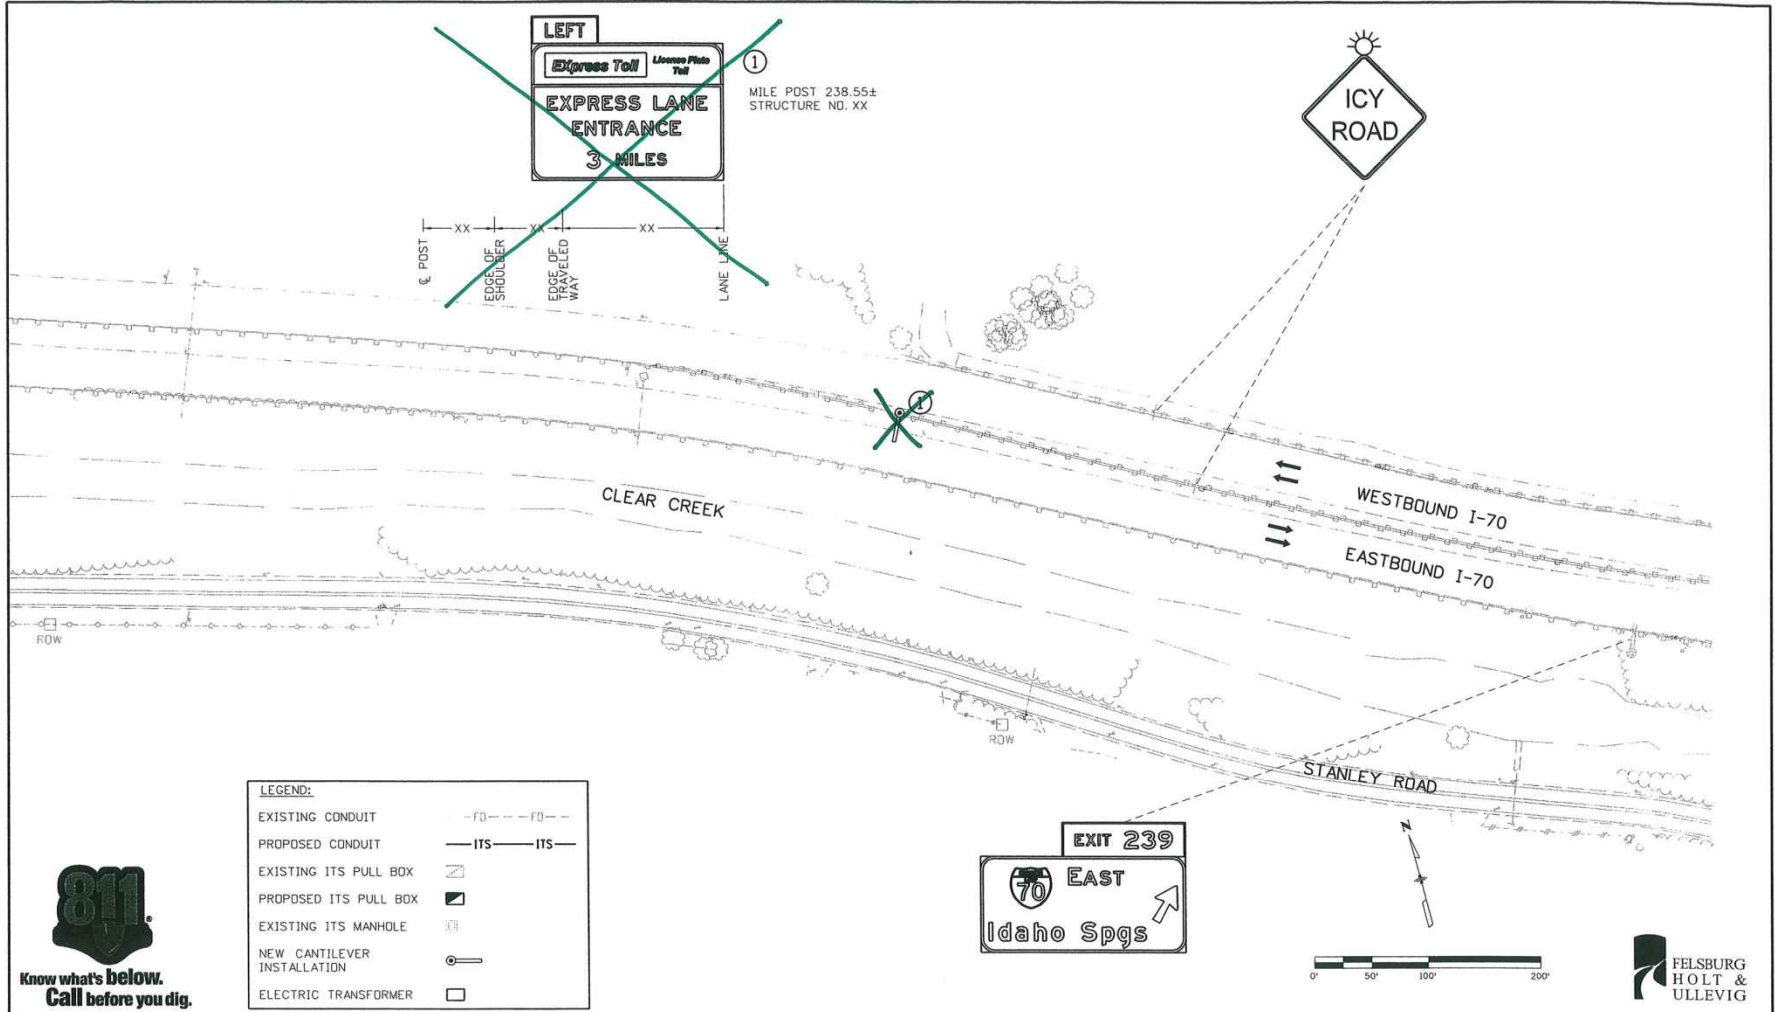 LEFT
EXpress Toll
License Plate
Toll
EXPRESS LANE
ENTRANCE
3 MILES
1
MILE POST 238.55±
STRUCTURE NO. XX
XX
XX
XX
℄ POST
EDGE OF
SHOULDER
EDGE OF
TRAVELED
WAY
LANE LINE
ICY
ROAD
1
CLEAR CREEK
WESTBOUND I-70
EASTBOUND I-70
ROW
ROW
STANLEY ROAD
LEGEND:
EXISTING CONDUIT
FO FO
PROPOSED CONDUIT
ITS ITS
EXISTING ITS PULL BOX
PROPOSED ITS PULL BOX
EXISTING ITS MANHOLE
NEW CANTILEVER
INSTALLATION
ELECTRIC TRANSFORMER
EXIT 239
70 EAST
Idaho Spgs
N
0' 50' 100' 200'
811®
Know what's below.
Call before you dig.
FELSBURG
HOLT &
ULLEVIG